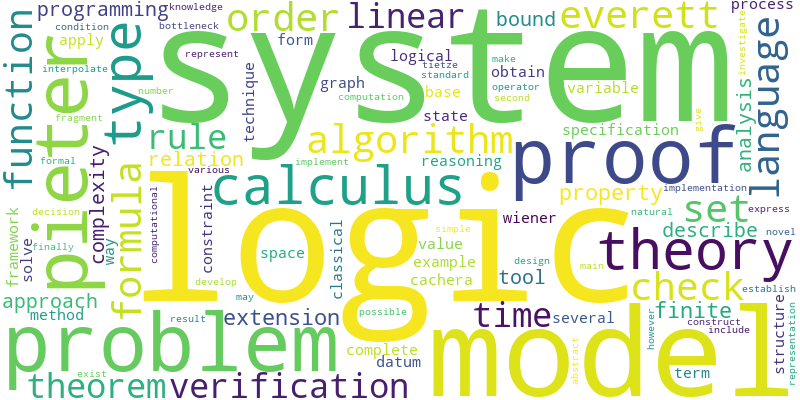 programming
knowledge
order
linear
bound
everett
process
condition
bottleneck
system
function
apply
represent
form
logical
make
obtain
interpolate
type
technique
graph
tietze
standard
variable
investigate
language
number
pieter
computation
base
operator
second
fragment
rule
algorithm
state
give
specification
analysis
formal
relation
various
implement
reasoning
proof
complexity
formula
calculus
property
implementation
natural
express
decision
computational
constraint
logic
wiener
set
describe
novel
framework
solve
finally
way
space
classical
value
simple
design
theory
example
main
establish
develop
cachera
tool
check
approach
method
may
possible
time
several
finite
structure
representation
problem
result
extension
model
however
construct
include
complete
datum
abstract
term
exist
theorem
verification